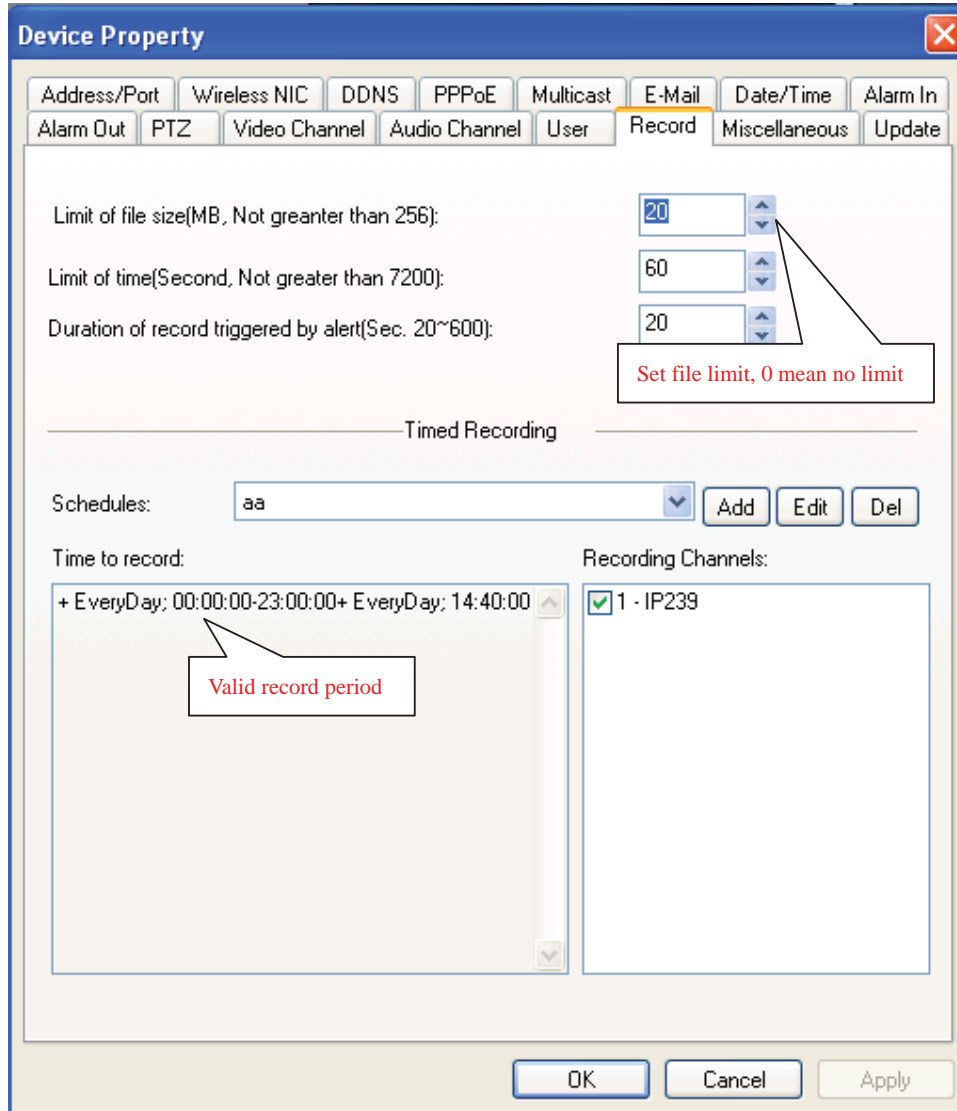 Device Property
Address/Port Wireless NIC DDNS PPPoE Multicast E-Mail Date/Time Alarm In
Alarm Out PTZ Video Channel Audio Channel User Record Miscellaneous Update
Limit of file size(MB, Not greanter than 256): 20
Limit of time(Second, Not greater than 7200): 60
Duration of record triggered by alert(Sec. 20~600): 20
Set file limit, 0 mean no limit
Timed Recording
Schedules: aa Add Edit Del
Time to record: Recording Channels:
+ EveryDay; 00:00:00-23:00:00+ EveryDay; 14:40:00 1 - IP239
Valid record period
OK Cancel Apply